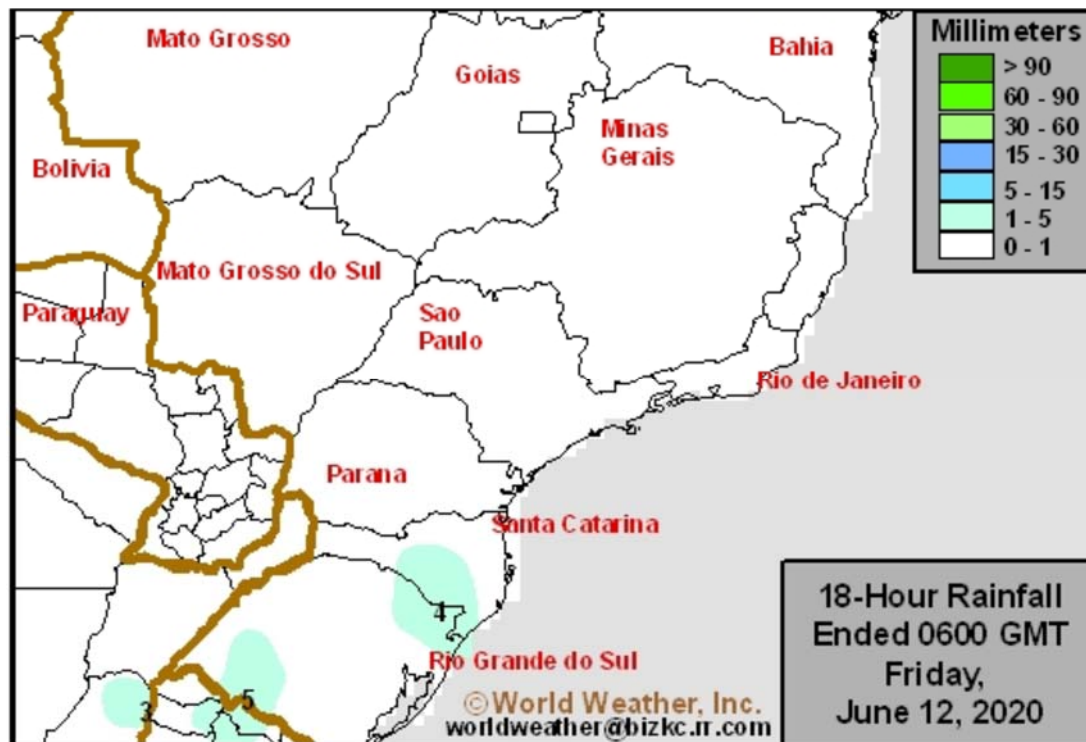 Mato Grosso
Goias
Bahia
Minas
Gerais
Bolivia
Mato Grosso do Sul
Paraguay
Sao
Paulo
Rio de Janeiro
Parana
Santa Catarina
4
Rio Grande do Sul
5
3
©World Weather, Inc.
worldweather@bizkc.rr.com
Millimeters
> 90
60 - 90
30 - 60
15 - 30
5 - 15
1 - 5
0 - 1
18-Hour Rainfall
Ended 0600 GMT
Friday,
June 12, 2020